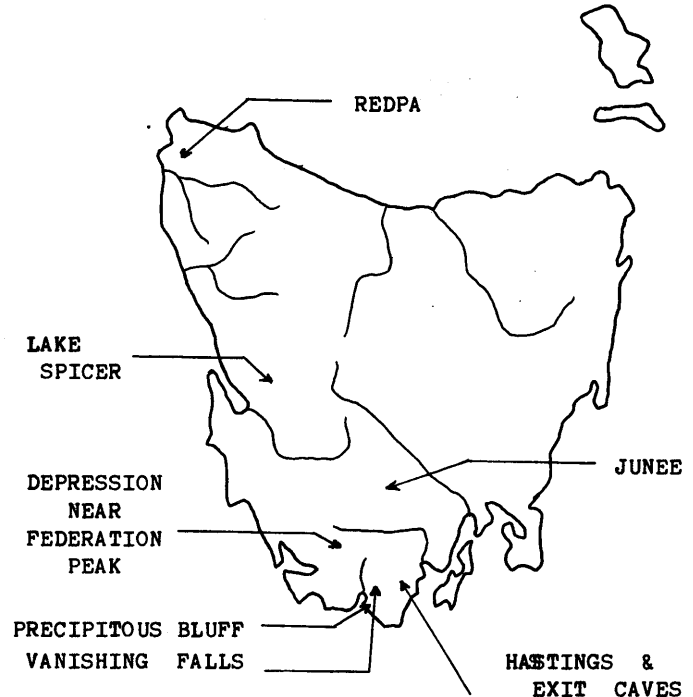 REDPA
LAKE
SPICER
JUNEE
DEPRESSION
NEAR
FEDERATION
PEAK
PRECIPITOUS BLUFF
VANISHING FALLS
HASTINGS &
EXIT CAVES